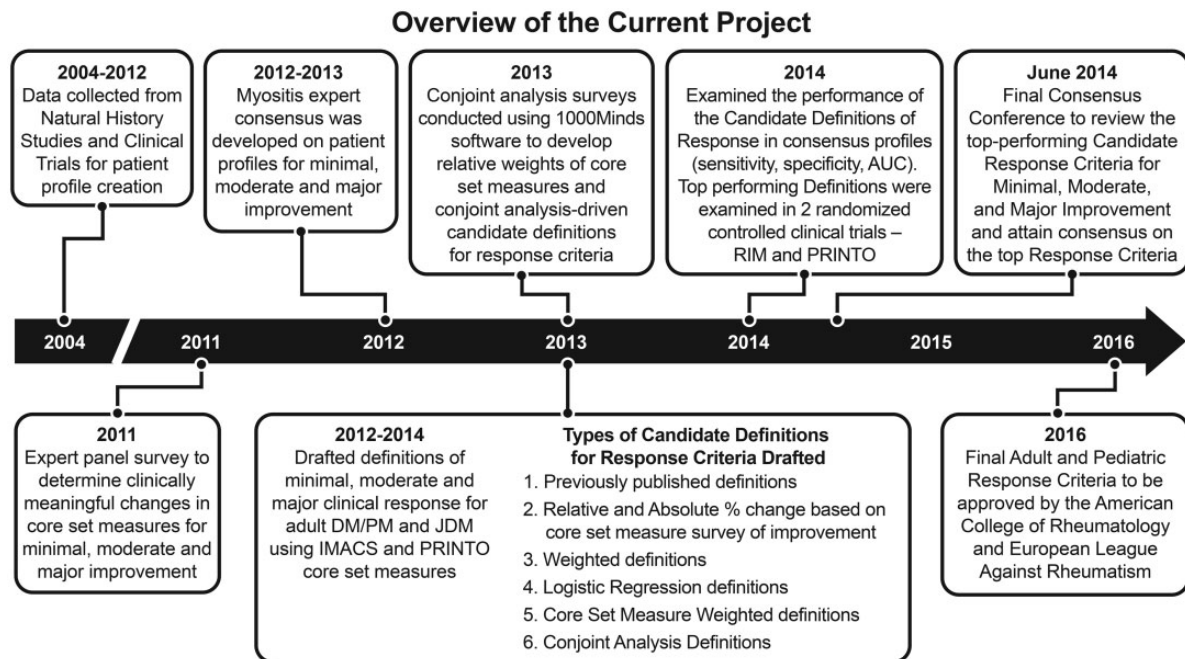 Overview of the Current Project
2004-2012
Data collected from
Natural History
Studies and Clinical
Trials for patient
profile creation
2012-2013
Myositis expert
consensus was
developed on patient
profiles for minimal,
moderate and major
improvement
2013
Conjoint analysis surveys
conducted using 1000Minds
software to develop
relative weights of core
set measures and
conjoint analysis-driven
candidate definitions
for response criteria
2014
Examined the performance of
the Candidate Definitions of
Response in consensus profiles
(sensitivity, specificity, AUC).
Top performing Definitions were
examined in 2 randomized
controlled clinical trials –
RIM and PRINTO
June 2014
Final Consensus
Conference to review the
top-performing Candidate
Response Criteria for
Minimal, Moderate,
and Major Improvement
and attain consensus on
the top Response Criteria
2004 2011 2012 2013 2014 2015 2016
2011
Expert panel survey to
determine clinically
meaningful changes in
core set measures for
minimal, moderate and
major improvement
2012-2014
Drafted definitions of
minimal, moderate and
major clinical response for
adult DM/PM and JDM
using IMACS and PRINTO
core set measures
Types of Candidate Definitions
for Response Criteria Drafted
1. Previously published definitions
2. Relative and Absolute % change based on
core set measure survey of improvement
3. Weighted definitions
4. Logistic Regression definitions
5. Core Set Measure Weighted definitions
6. Conjoint Analysis Definitions
2016
Final Adult and Pediatric
Response Criteria to be
approved by the American
College of Rheumatology
and European League
Against Rheumatism